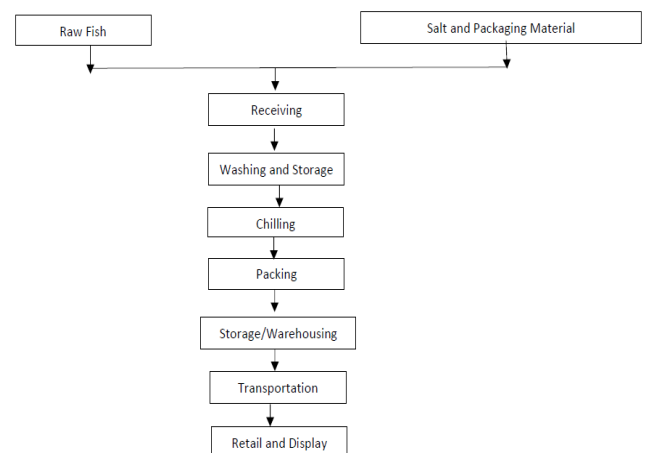 Raw Fish
Salt and Packaging Material
Receiving
Washing and Storage
Chilling
Packing
Storage/Warehousing
Transportation
Retail and Display